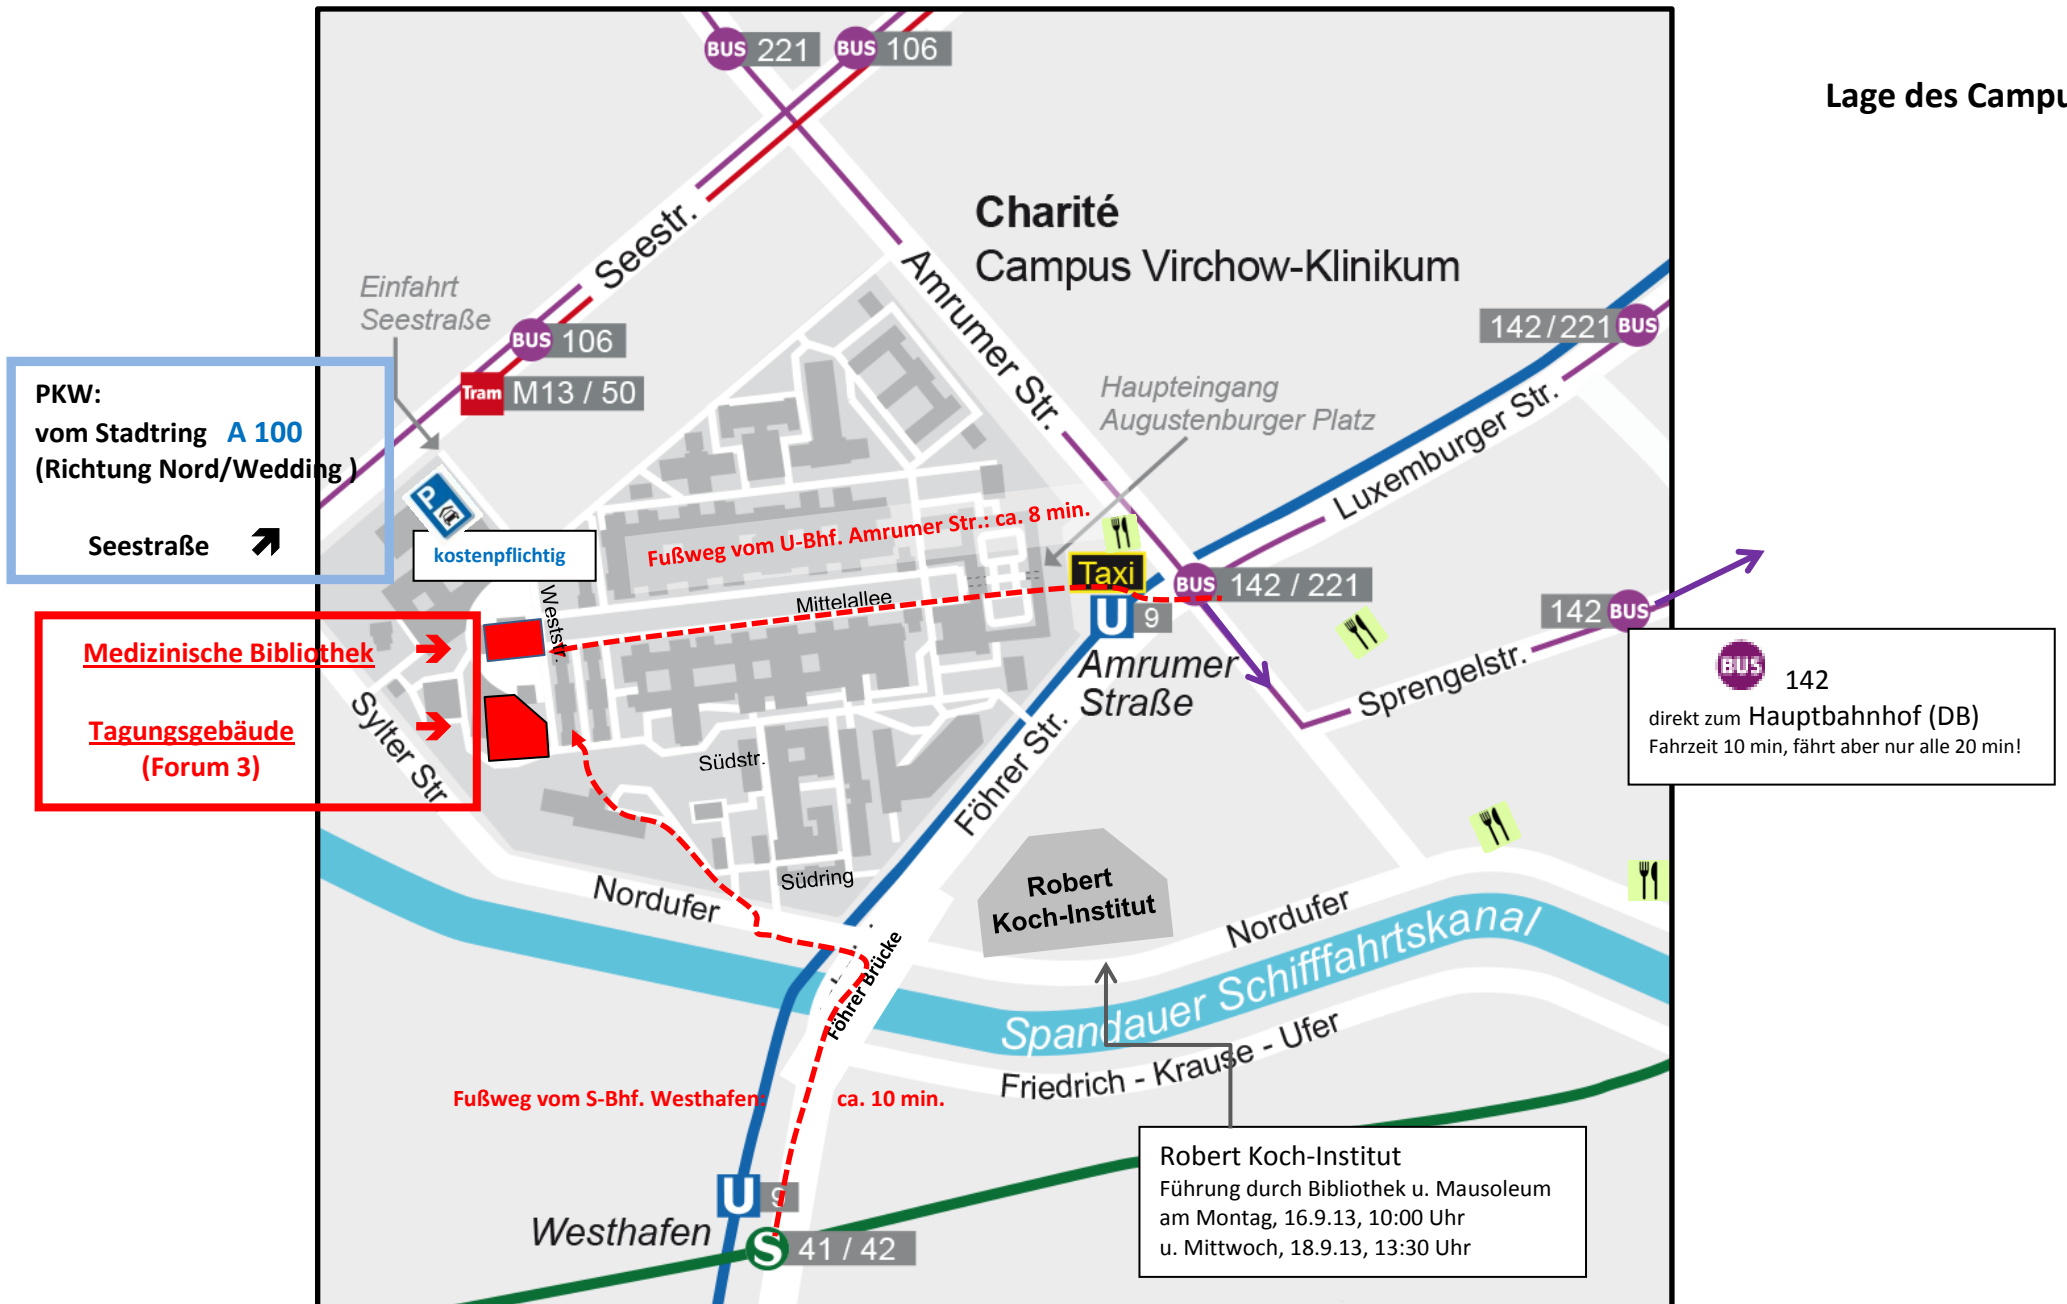 BUS 221
BUS 106
Lage des Campu
Seestr.
Charité
Campus Virchow-Klinikum
Amrumer Str.
Einfahrt
Seestraße
BUS 106
Tram M13 / 50
142/221 BUS
Haupteingang
Augustenburger Platz
Luxemburger Str.
PKW:
vom Stadtring A 100
(Richtung Nord/Wedding )
Seestraße
P
kostenpflichtig
Fußweg vom U-Bhf. Amrumer Str.: ca. 8 min.
Taxi
BUS 142 / 221
U 9
Amrumer
Straße
Mittelallee
Weststr.
142 BUS
Sprengelstr.
BUS 142
direkt zum Hauptbahnhof (DB)
Fahrzeit 10 min, fährt aber nur alle 20 min!
Medizinische Bibliothek
Tagungsgebäude
(Forum 3)
Sylter Str
Südstr.
Föhrer Str.
Südring
Nordufer
Robert
Koch-Institut
Nordufer
Föhrer Brücke
Spandauer Schifffahrtskanal
Friedrich - Krause - Ufer
Fußweg vom S-Bhf. Westhafen: ca. 10 min.
U 9
Westhafen
S 41 / 42
Robert Koch-Institut
Führung durch Bibliothek u. Mausoleum
am Montag, 16.9.13, 10:00 Uhr
u. Mittwoch, 18.9.13, 13:30 Uhr